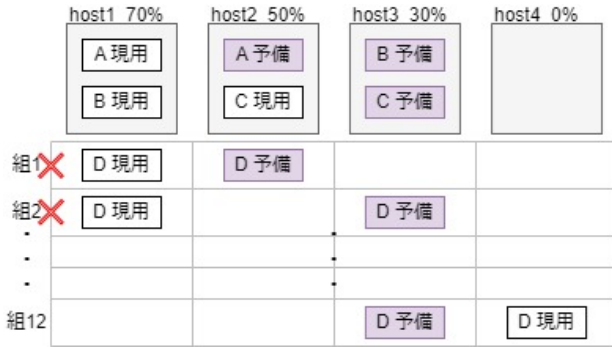 host1 70% host2 50% host3 30% host4 0%
A 現用 A 予備 B 予備
B 現用 C 現用 C 予備
組1 D 現用 D 予備
組2 D 現用 D 予備
組12 D 予備 D 現用